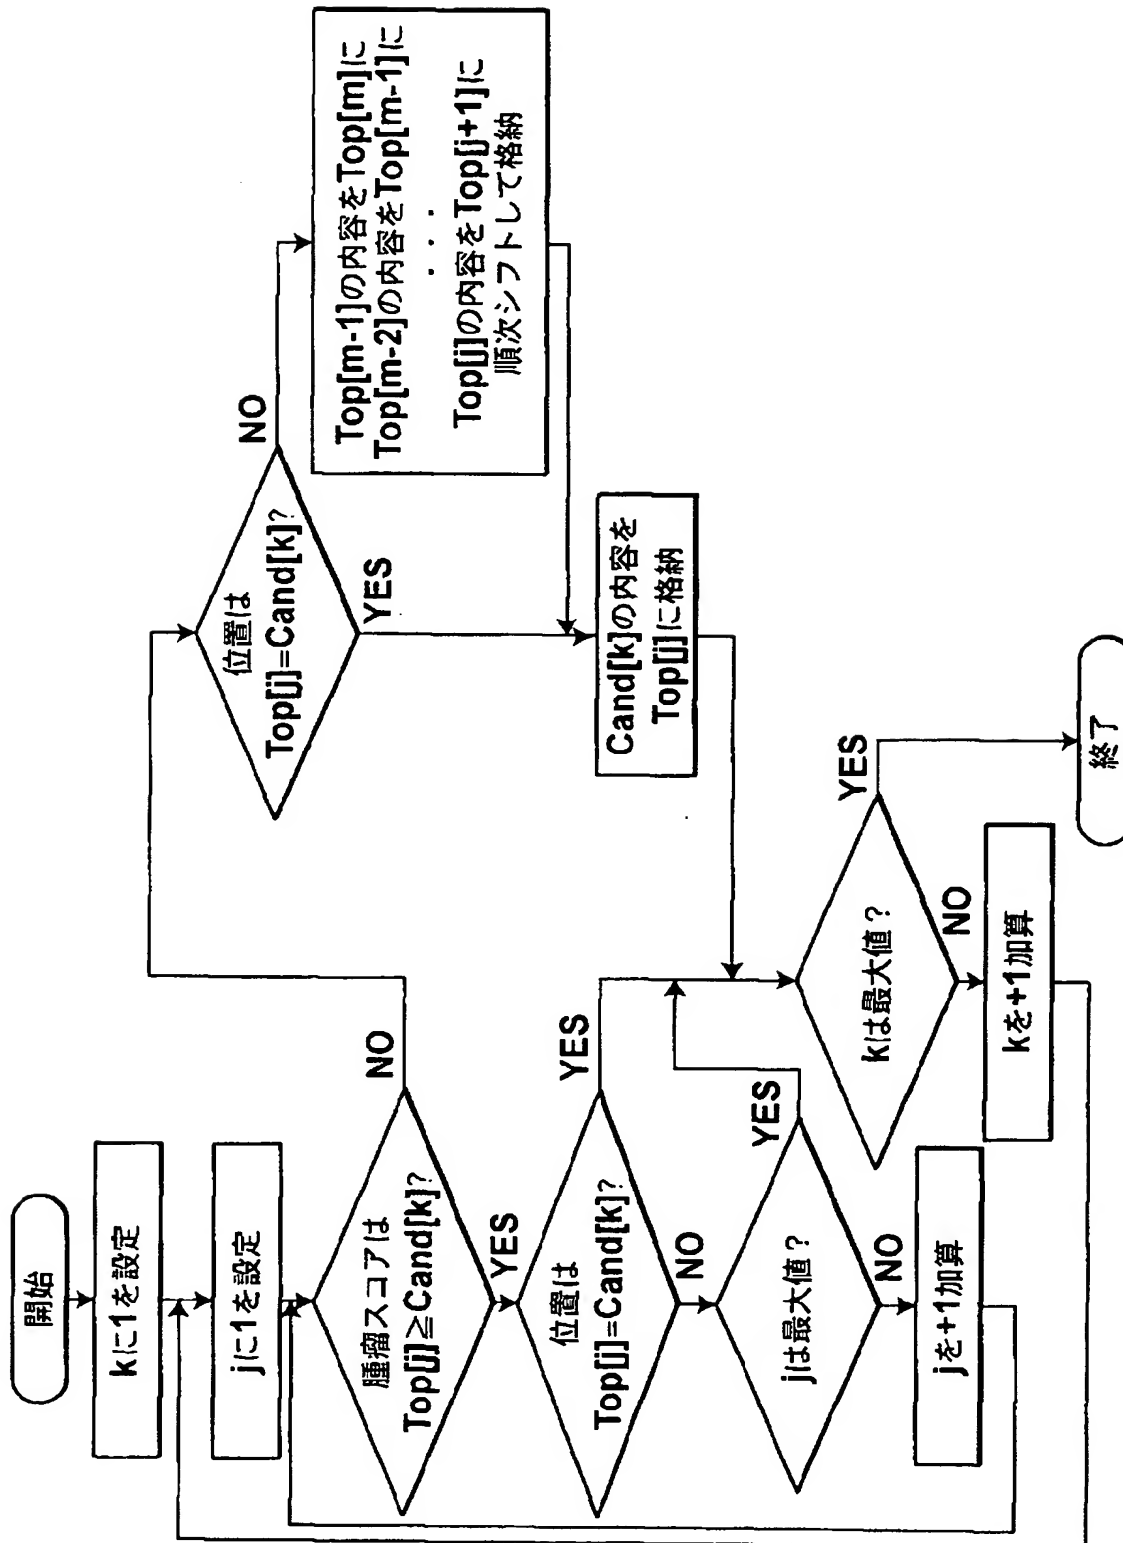 開始
kに1を設定
jに1を設定
腫瘤スコアは
Top[j]≧Cand[k]?
YES
NO
位置は
Top[j]=Cand[k]?
YES
NO
jは最大値?
YES
NO
jを+1加算
位置は
Top[j]=Cand[k]?
NO
YES
Top[m-1]の内容をTop[m]に
Top[m-2]の内容をTop[m-1]に
・・・
Top[j]の内容をTop[j+1]に
順次シフトして格納
Cand[k]の内容を
Top[j]に格納
kは最大値?
YES
NO
kを+1加算
終了